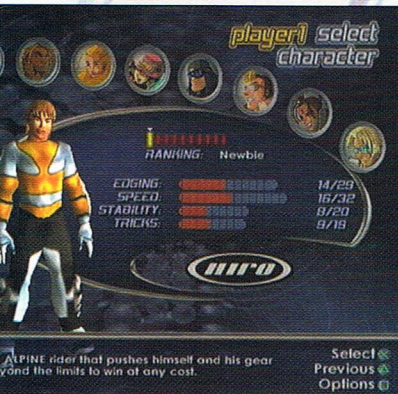 player1 select
character
RANKING: Newbie
EDGING: 14/29
SPEED: 16/32
STABILITY: 8/20
TRICKS: 9/19
HIRO
ALPINE rider that pushes himself and his gear
yond the limits to win at any cost.
Select
Previous
Options